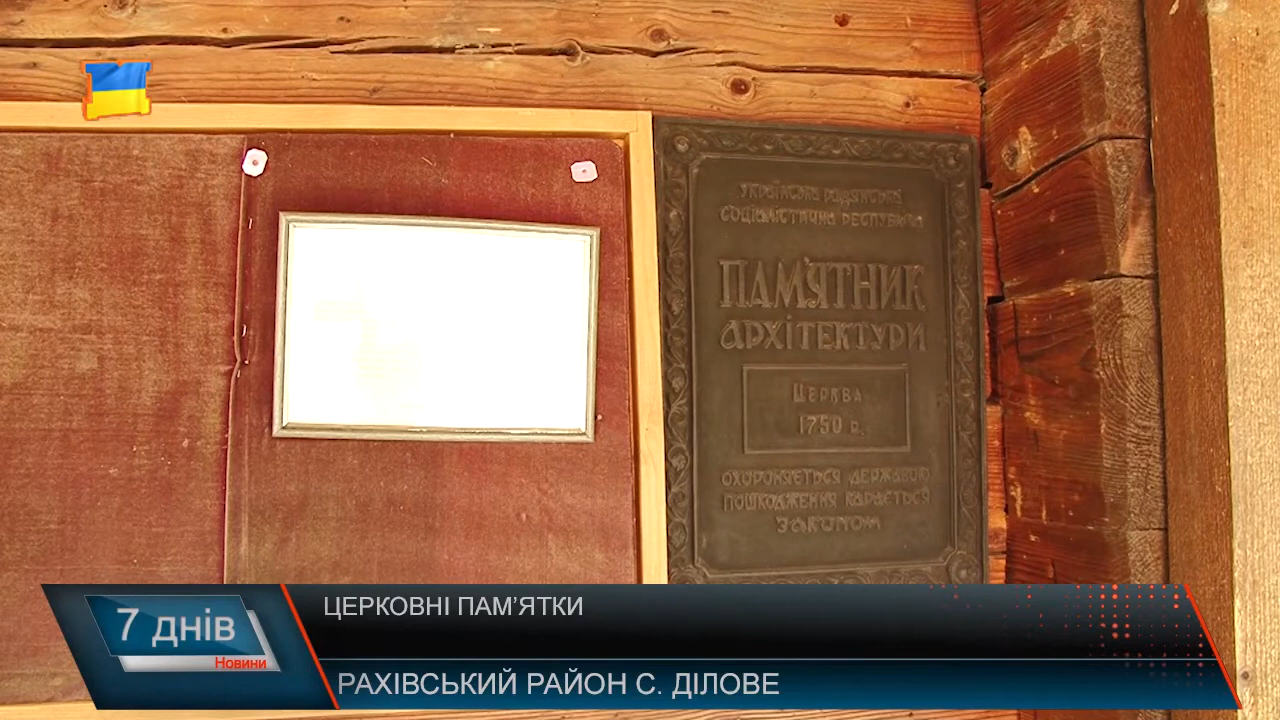 Українська радянська
соціалістична республіка
ПАМ'ЯТНИК
архітектури
Церква
1750 р.
охороняється державою
пошкодження карається
законом
ЦЕРКОВНІ ПАМ’ЯТКИ
7 днів
Новини
РАХІВСЬКИЙ РАЙОН С. ДІЛОВЕ